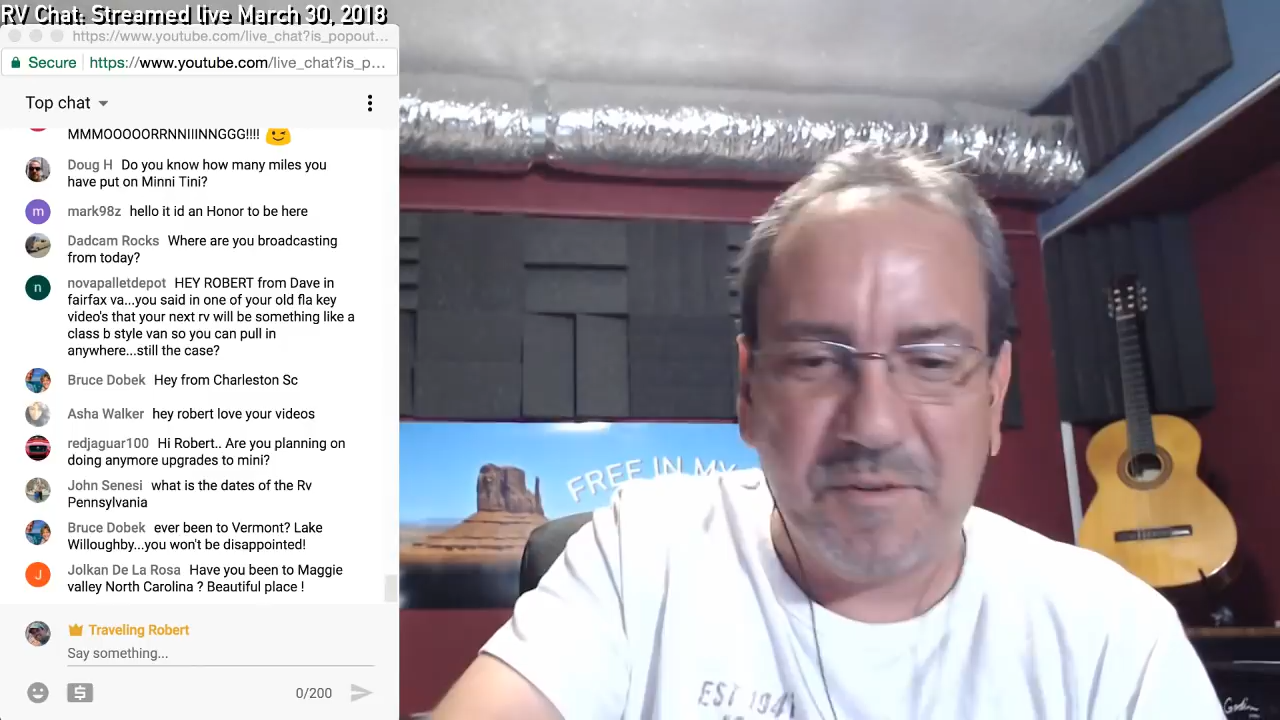 RV Chat. Streamed live March 30, 2018
https://www.youtube.com/live_chat?is_popout...
Secure https://www.youtube.com/live_chat?is_p...
Top chat
MMMOOOOORRNNIIINNGGG!!!!
Doug H Do you know how many miles you
have put on Minni Tini?
m mark98z hello it id an Honor to be here
Dadcam Rocks Where are you broadcasting
from today?
n novapalletdepot HEY ROBERT from Dave in
fairfax va...you said in one of your old fla key
video's that your next rv will be something like a
class b style van so you can pull in
anywhere...still the case?
Bruce Dobek Hey from Charleston Sc
Asha Walker hey robert love your videos
redjaguar100 Hi Robert.. Are you planning on
doing anymore upgrades to mini?
John Senesi what is the dates of the Rv
Pennsylvania
Bruce Dobek ever been to Vermont? Lake
Willoughby...you won't be disappointed!
J Jolkan De La Rosa Have you been to Maggie
valley North Carolina ? Beautiful place !
Traveling Robert
Say something...
0/200
FREE IN MY
EST 194